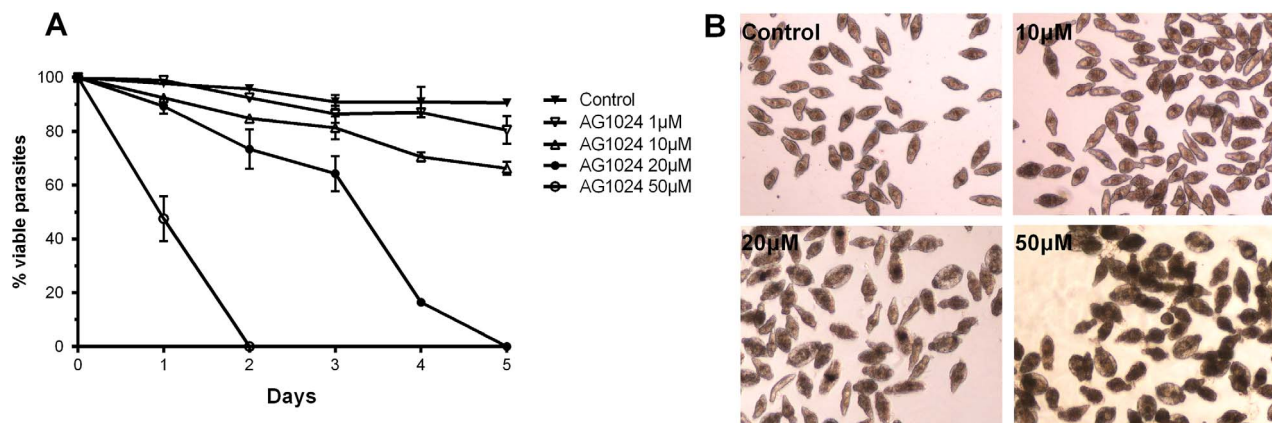 A
100
80
60
40
20
0
% viable parasites
0 1 2 3 4 5
Days
Control
AG1024 1µM
AG1024 10µM
AG1024 20µM
AG1024 50µM
B
Control
10µM
20µM
50µM